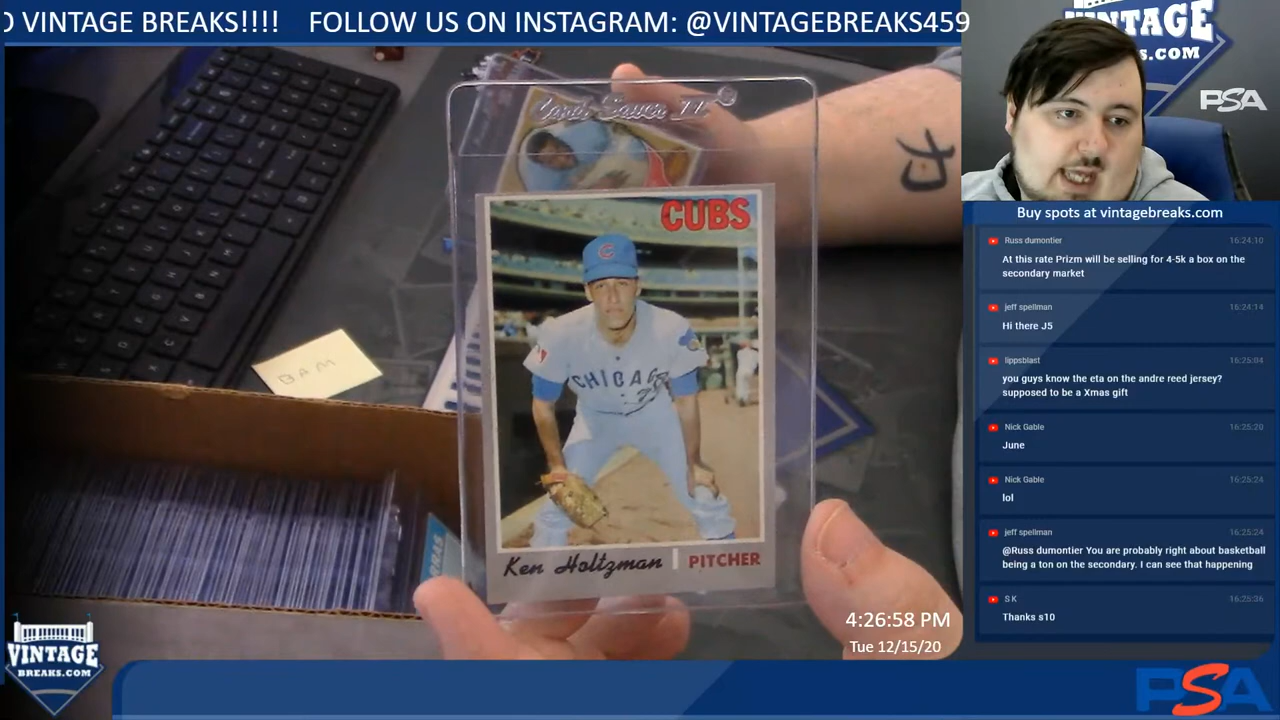 O VINTAGE BREAKS!!!! FOLLOW US ON INSTAGRAM: @VINTAGEBREAKS459
VINTAGE
BREAKS.COM
PSA
Card Saver II
CUBS
C
CHICAGO
Ken Holtzman | PITCHER
BAM
Buy spots at vintagebreaks.com
Russ dumontier 16:24:10
At this rate Prizm will be selling for 4-5k a box on the
secondary market
jeff spellman 16:24:14
Hi there J5
lippsblast 16:25:04
you guys know the eta on the andre reed jersey?
supposed to be a Xmas gift
Nick Gable 16:25:20
June
Nick Gable 16:25:24
lol
jeff spellman 16:25:24
@Russ dumontier You are probably right about basketball
being a ton on the secondary. I can see that happening
S K 16:25:36
Thanks s10
4:26:58 PM
Tue 12/15/20
VINTAGE
BREAKS.COM
PSA